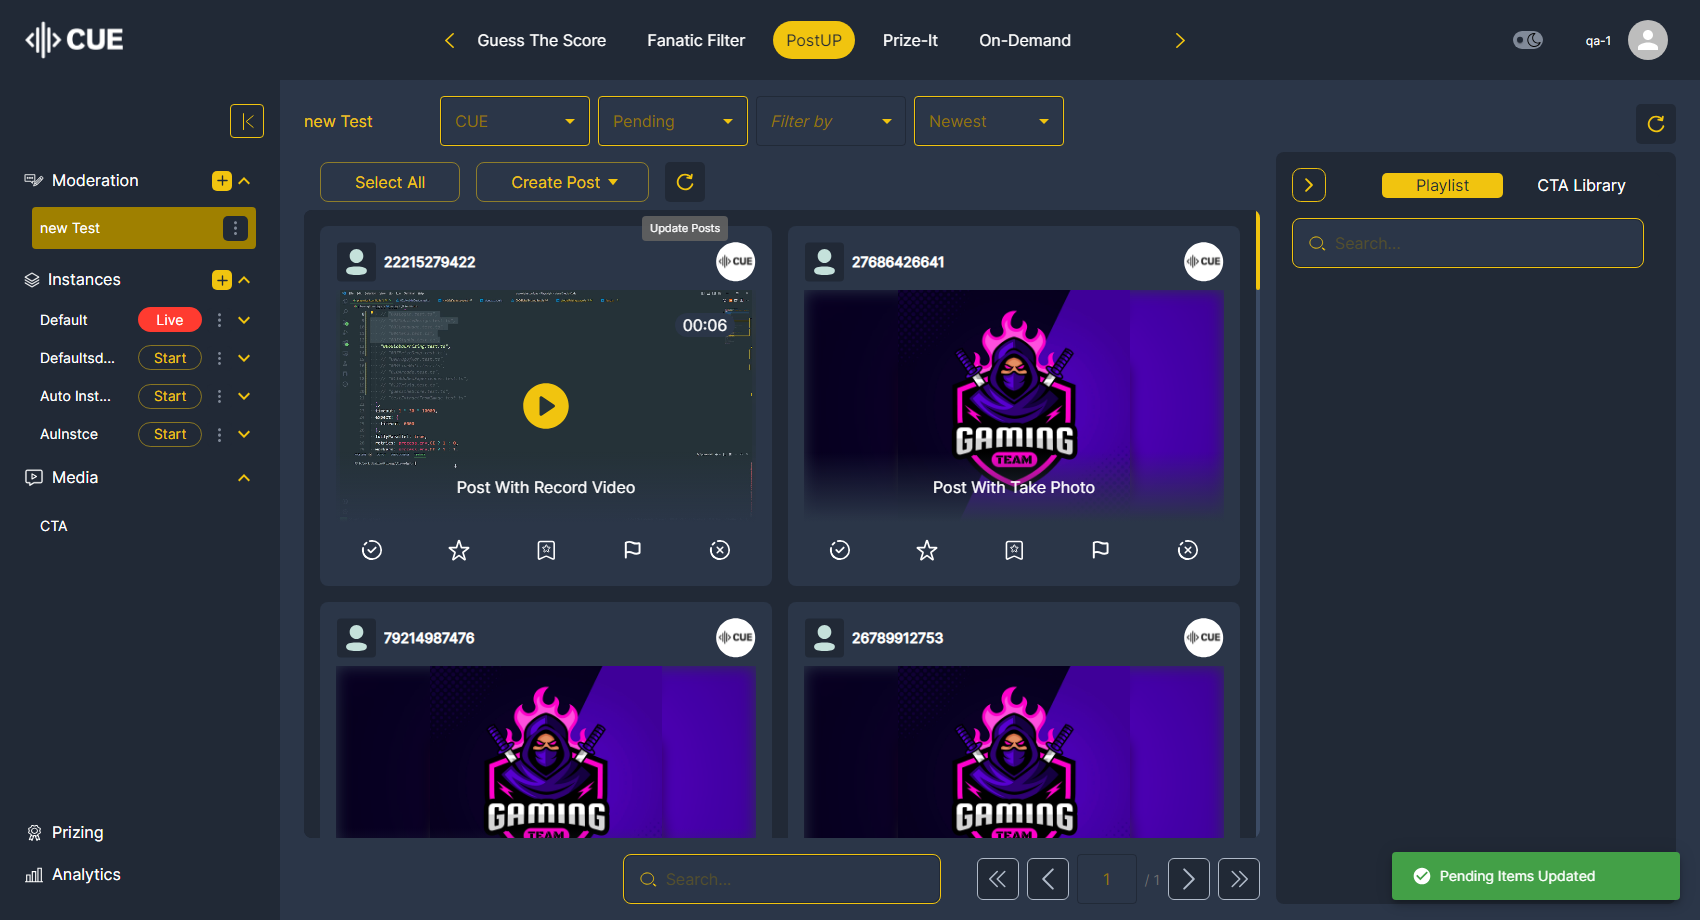 CUE
Guess The Score
Fanatic Filter
PostUP
Prize-It
On-Demand
qa-1
Moderation
new Test
Instances
Default
Live
Defaultsd...
Start
Auto Inst...
Start
AuInstce
Start
Media
CTA
Prizing
Analytics
new Test
CUE
Pending
Filter by
Newest
Select All
Create Post
Update Posts
22215279422
CUE
00:06
Post With Record Video
27686426641
CUE
GAMING
TEAM
Post With Take Photo
79214987476
CUE
GAMING
TEAM
26789912753
CUE
GAMING
TEAM
Search...
1
/ 1
Playlist
CTA Library
Search...
Pending Items Updated